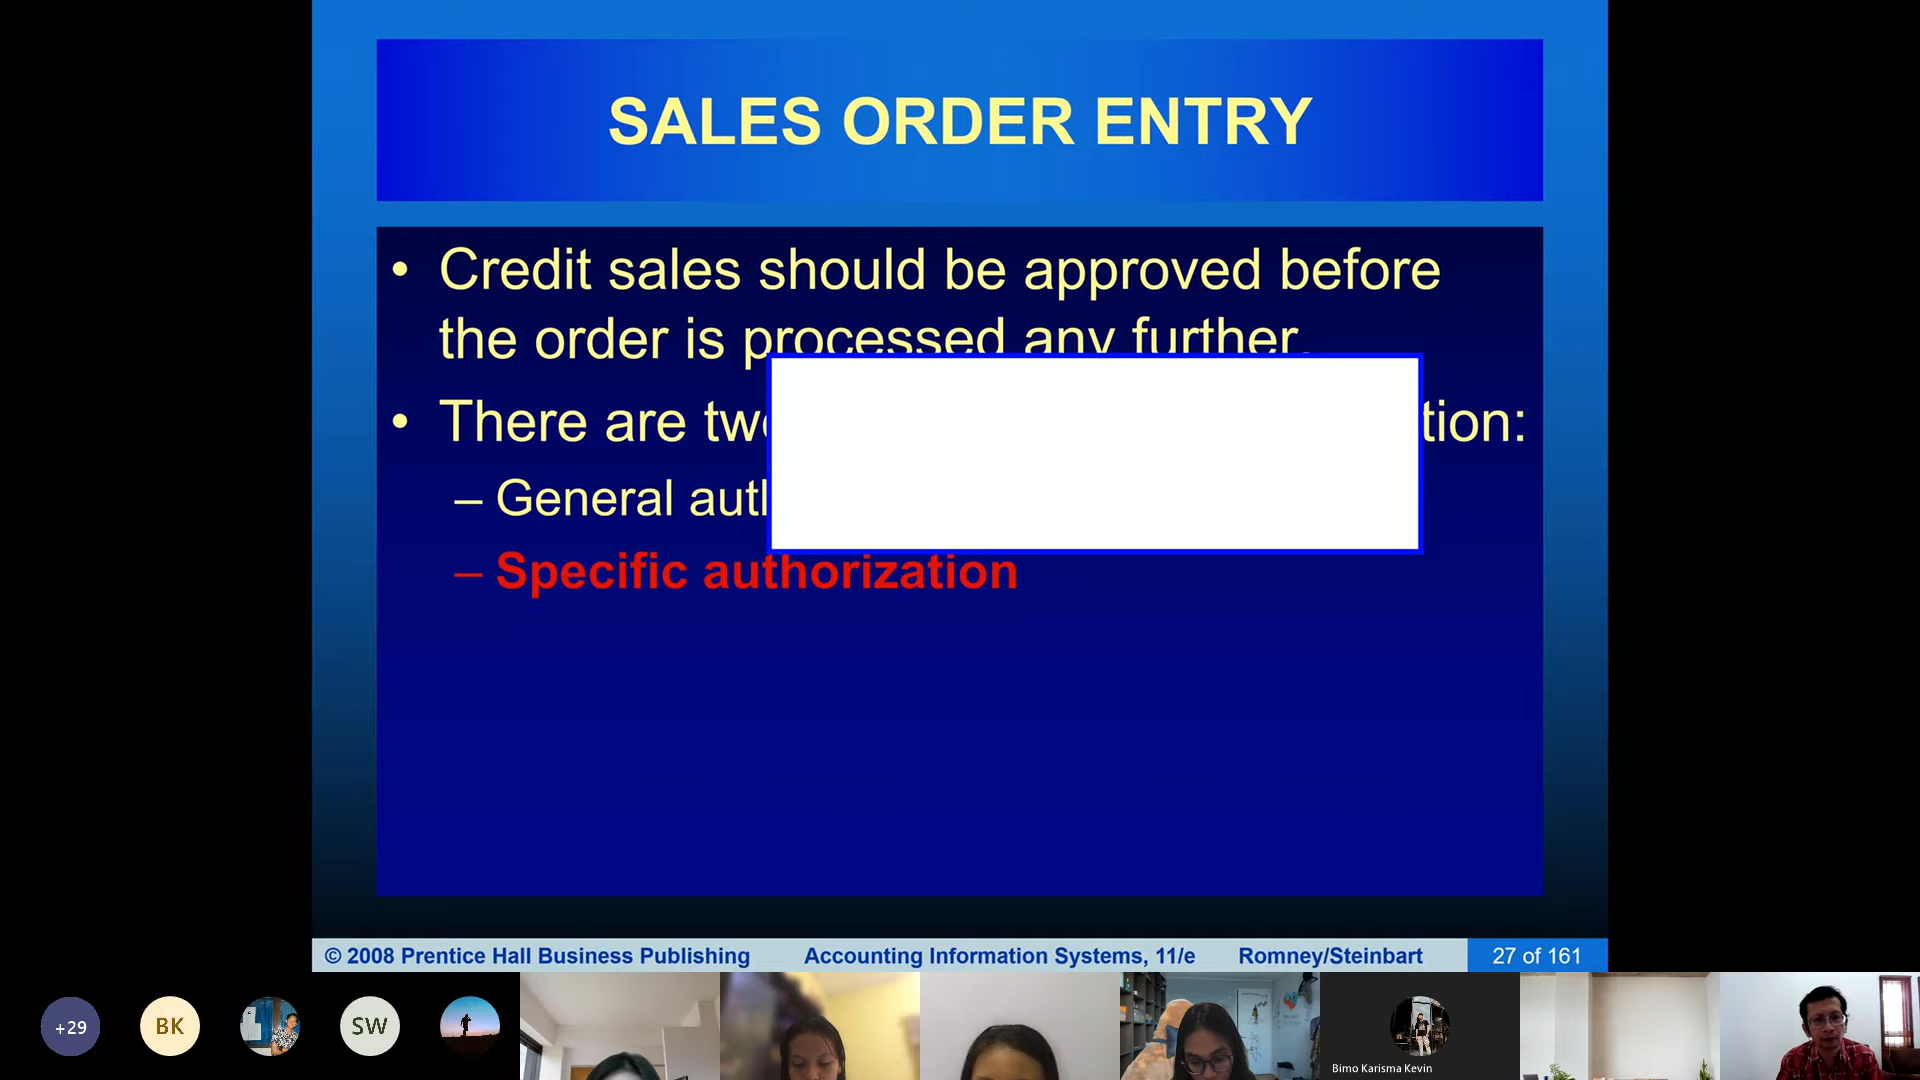 SALES ORDER ENTRY
• Credit sales should be approved before
the order is processed any further.
• There are tion:
– General
– Specific authorization
© 2008 Prentice Hall Business Publishing Accounting Information Systems, 11/e Romney/Steinbart 27 of 161
+29 BK SW
Bimo Karisma Kevin